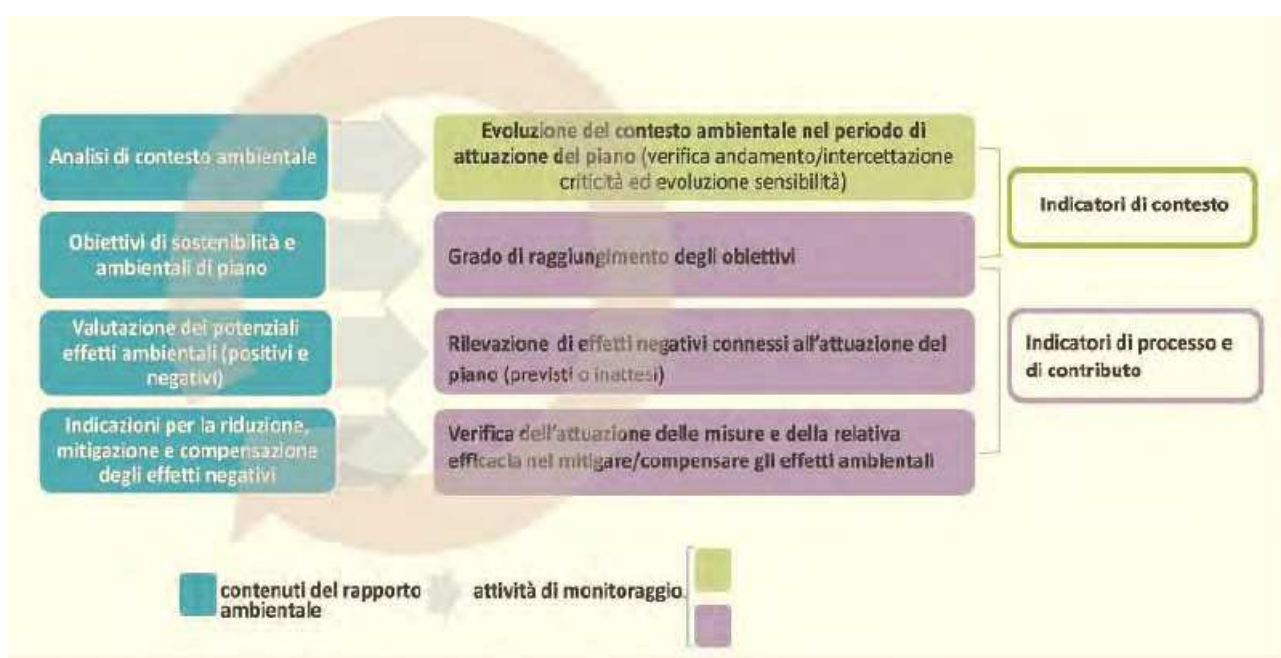 Analisi di contesto ambientale
Evoluzione del contesto ambientale nel periodo di
attuazione del piano (verifica andamento/intercettazione
criticità ed evoluzione sensibilità)
Indicatori di contesto
Obiettivi di sostenibilità e
ambientali di piano
Grado di raggiungimento degli obiettivi
Valutazione dei potenziali
effetti ambientali (positivi e
negativi)
Rilevazione di effetti negativi connessi all'attuazione del
piano (previsti o inattesi)
Indicatori di processo e
di contributo
Indicazioni per la riduzione,
mitigazione e compensazione
degli effetti negativi
Verifica dell'attuazione delle misure e della relativa
efficacia nel mitigare/compensare gli effetti ambientali
contenuti del rapporto
ambientale
attività di monitoraggio